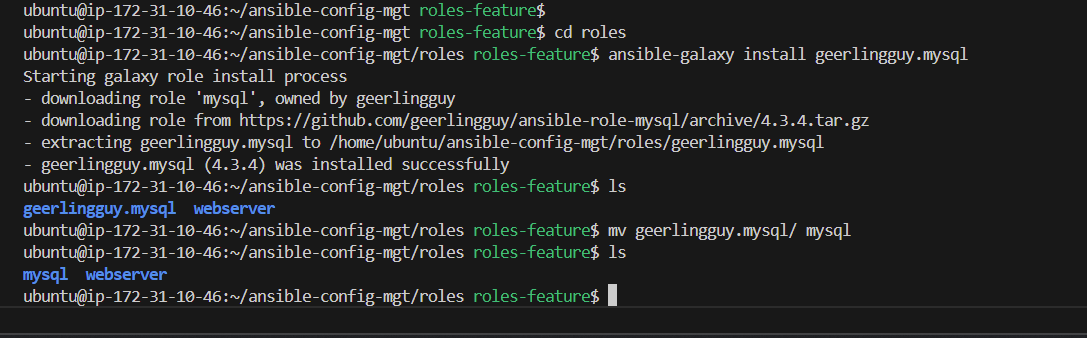 ubuntu@ip-172-31-10-46:~/ansible-config-mgt roles-feature$
ubuntu@ip-172-31-10-46:~/ansible-config-mgt roles-feature$ cd roles
ubuntu@ip-172-31-10-46:~/ansible-config-mgt/roles roles-feature$ ansible-galaxy install geerlingguy.mysql
Starting galaxy role install process
- downloading role 'mysql', owned by geerlingguy
- downloading role from https://github.com/geerlingguy/ansible-role-mysql/archive/4.3.4.tar.gz
- extracting geerlingguy.mysql to /home/ubuntu/ansible-config-mgt/roles/geerlingguy.mysql
- geerlingguy.mysql (4.3.4) was installed successfully
ubuntu@ip-172-31-10-46:~/ansible-config-mgt/roles roles-feature$ ls
geerlingguy.mysql  webserver
ubuntu@ip-172-31-10-46:~/ansible-config-mgt/roles roles-feature$ mv geerlingguy.mysql/ mysql
ubuntu@ip-172-31-10-46:~/ansible-config-mgt/roles roles-feature$ ls
mysql  webserver
ubuntu@ip-172-31-10-46:~/ansible-config-mgt/roles roles-feature$